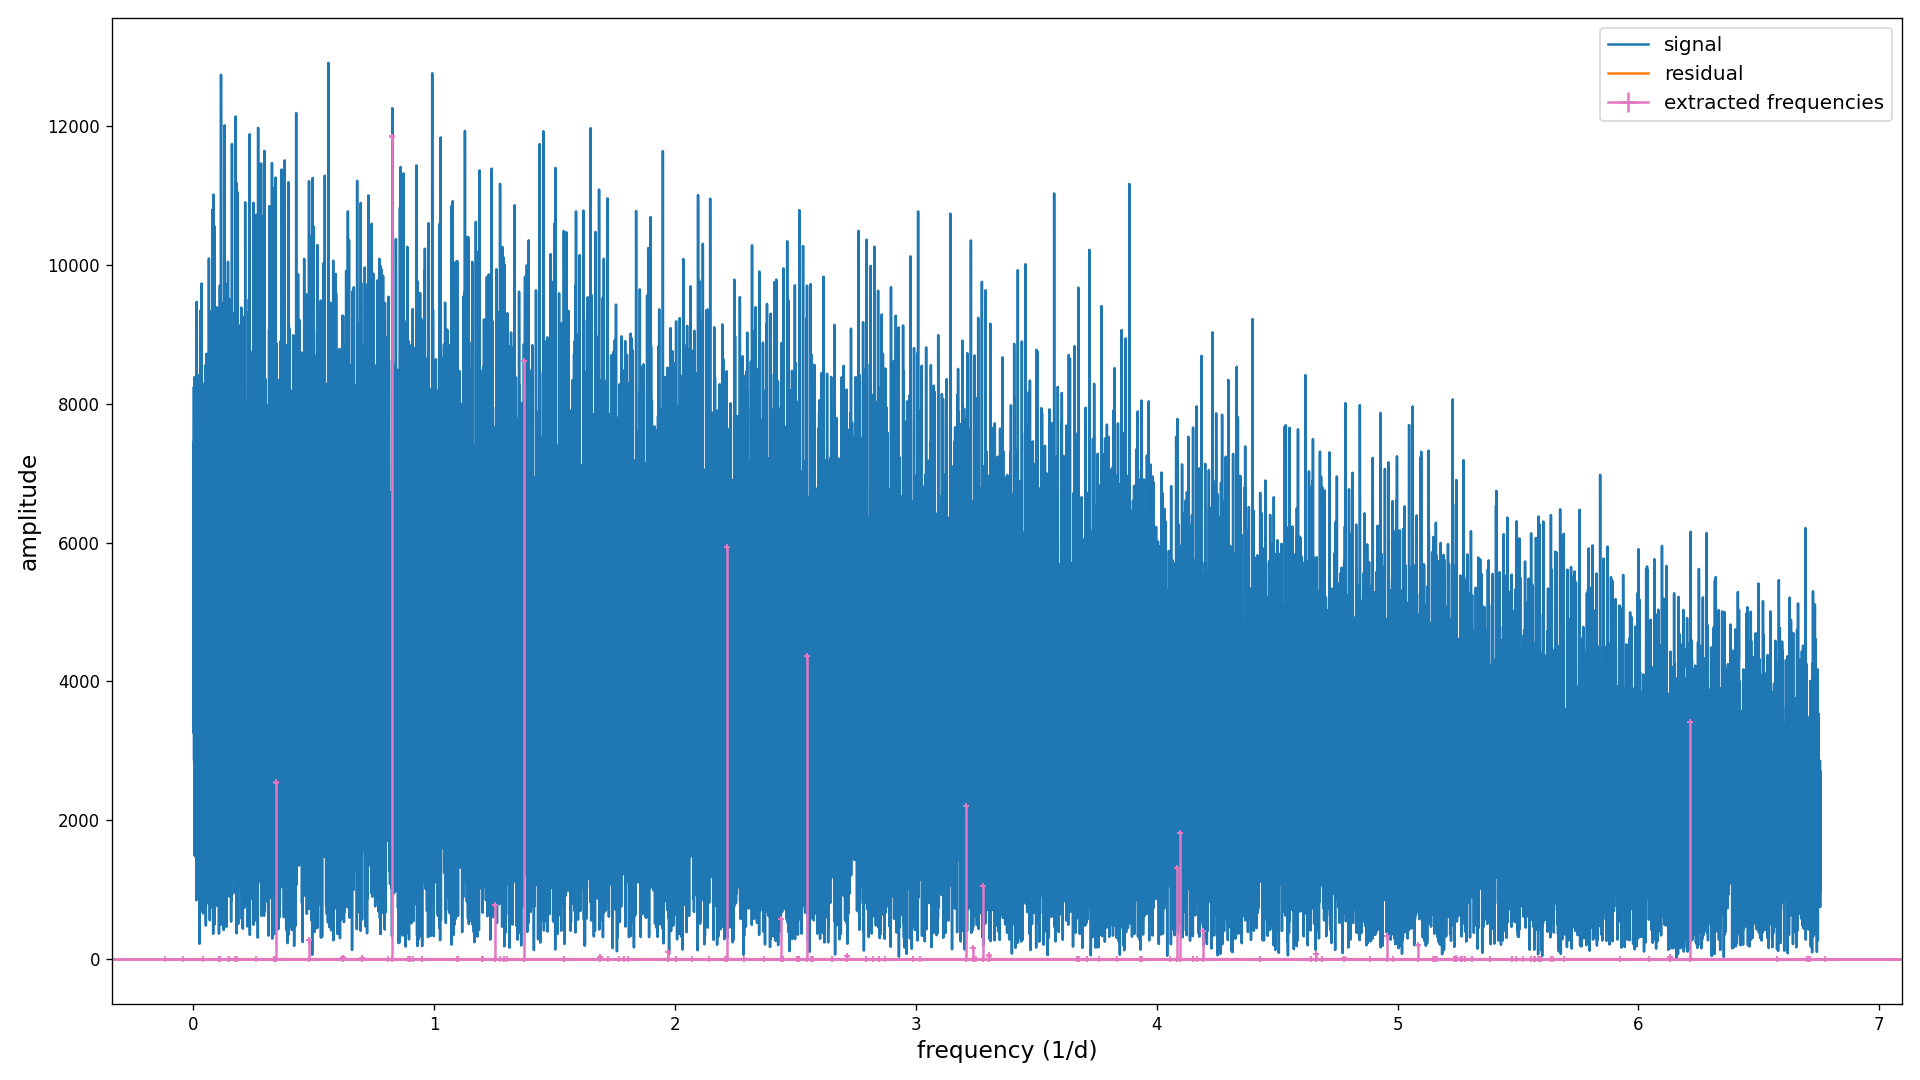 signal
residual
extracted frequencies
amplitude
12000
10000
8000
6000
4000
2000
0
0 1 2 3 4 5 6 7
frequency (1/d)